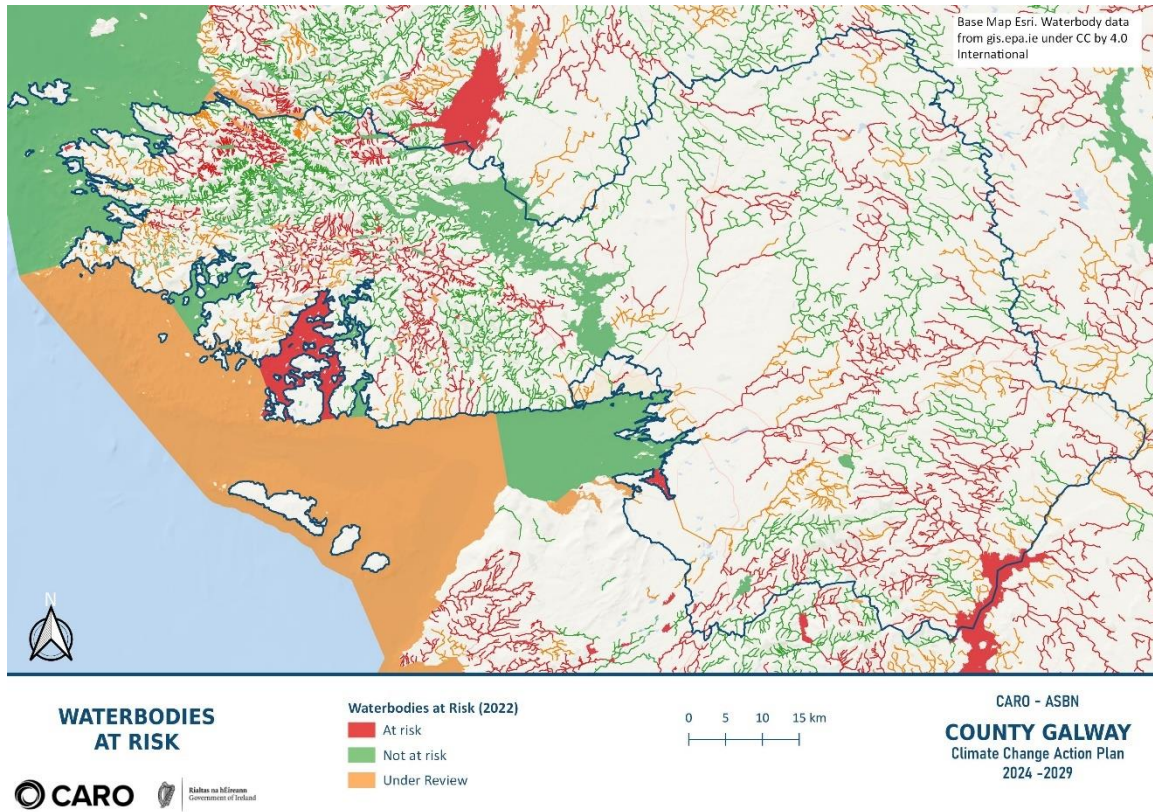 Base Map Esri. Waterbody data
from gis.epa.ie under CC by 4.0
International
N
WATERBODIES
AT RISK
CARO
Rialtas na hÉireann
Government of Ireland
Waterbodies at Risk (2022)
At risk
Not at risk
Under Review
0 5 10 15 km
CARO - ASBN
COUNTY GALWAY
Climate Change Action Plan
2024 -2029